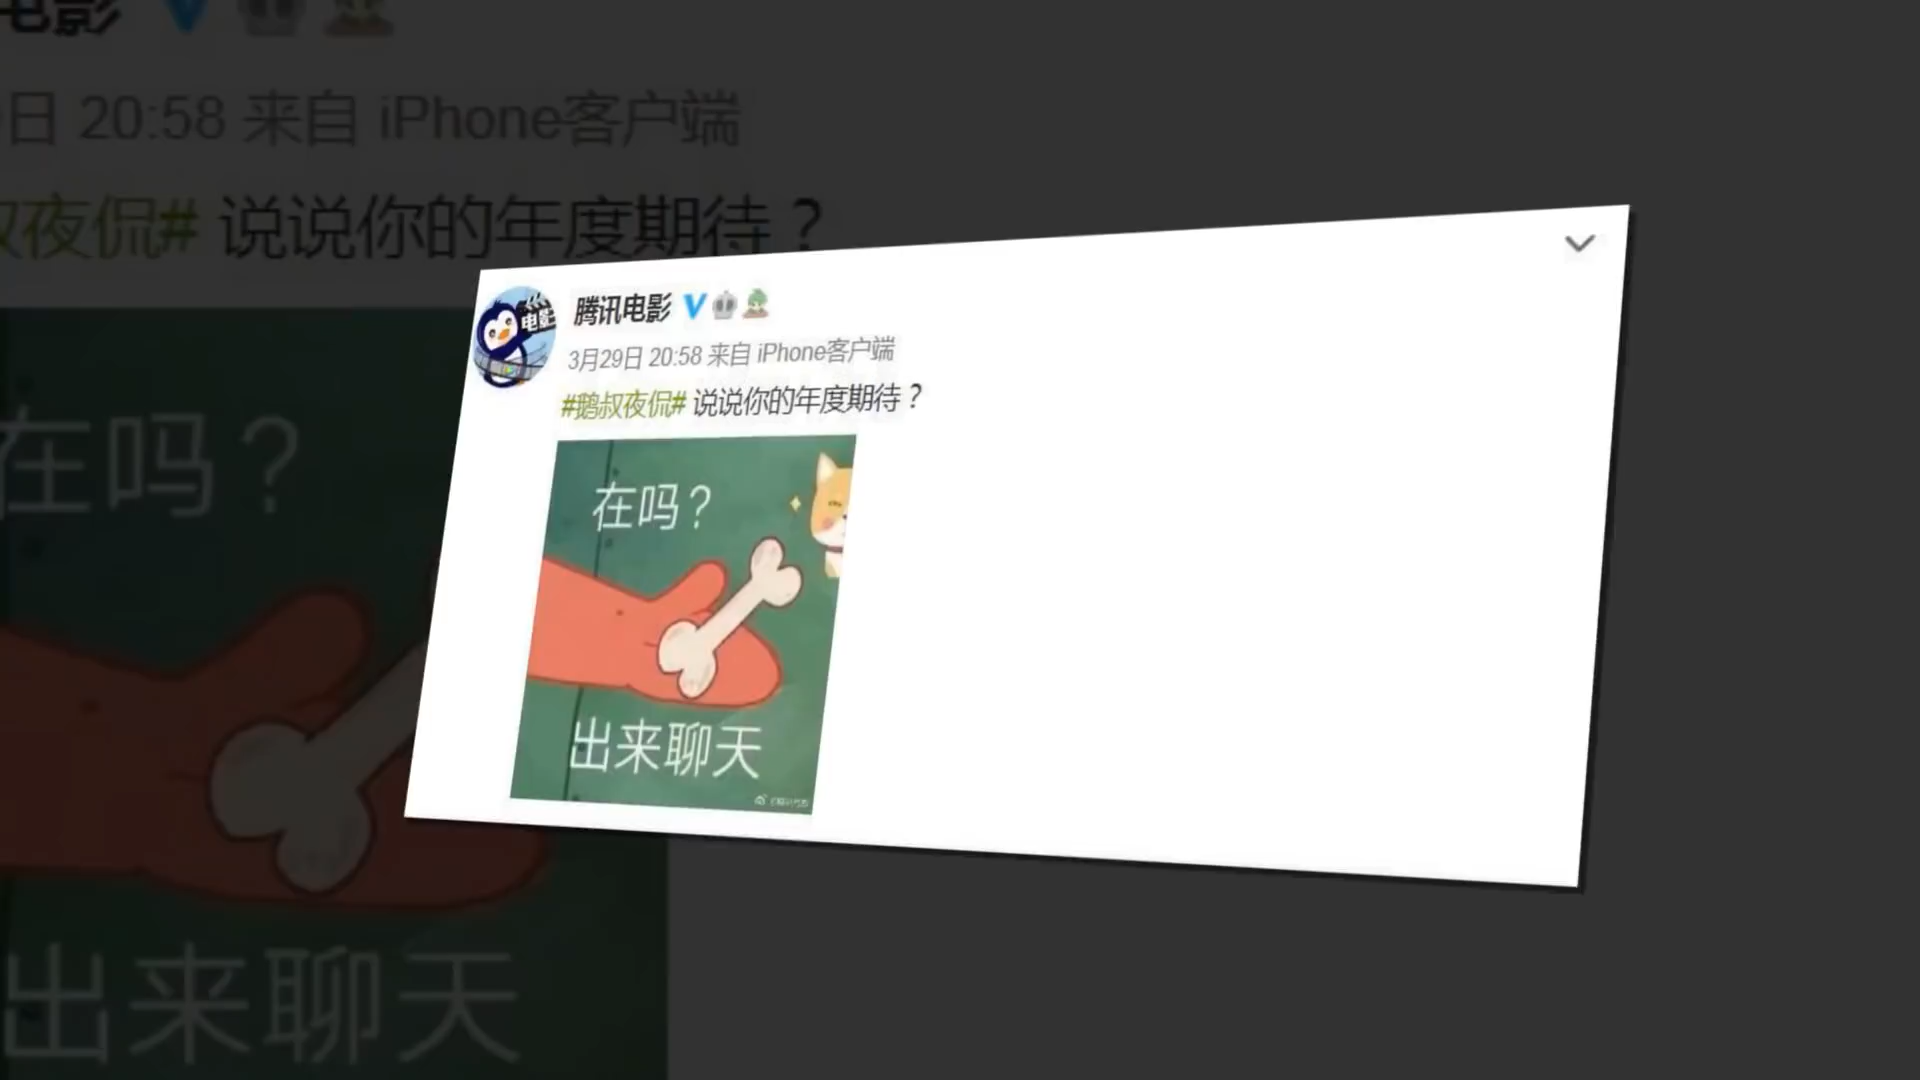 电影
日 20:58 来自 iPhone客户端
叔夜侃# 说说你的年度期待？
在吗？
出来聊天
电影
腾讯电影
3月29日 20:58 来自 iPhone客户端
#鹅叔夜侃# 说说你的年度期待？
在吗？
出来聊天